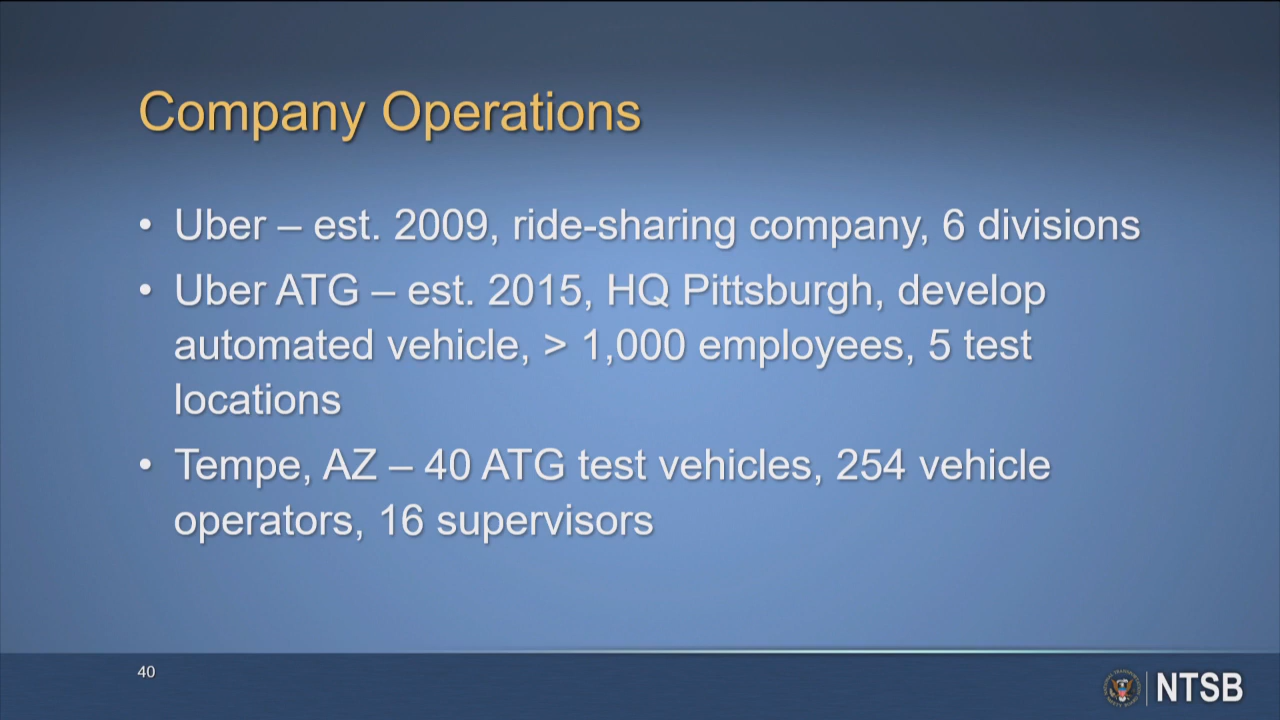 Company Operations
• Uber – est. 2009, ride-sharing company, 6 divisions
• Uber ATG – est. 2015, HQ Pittsburgh, develop
automated vehicle, > 1,000 employees, 5 test
locations
• Tempe, AZ – 40 ATG test vehicles, 254 vehicle
operators, 16 supervisors
40
NTSB